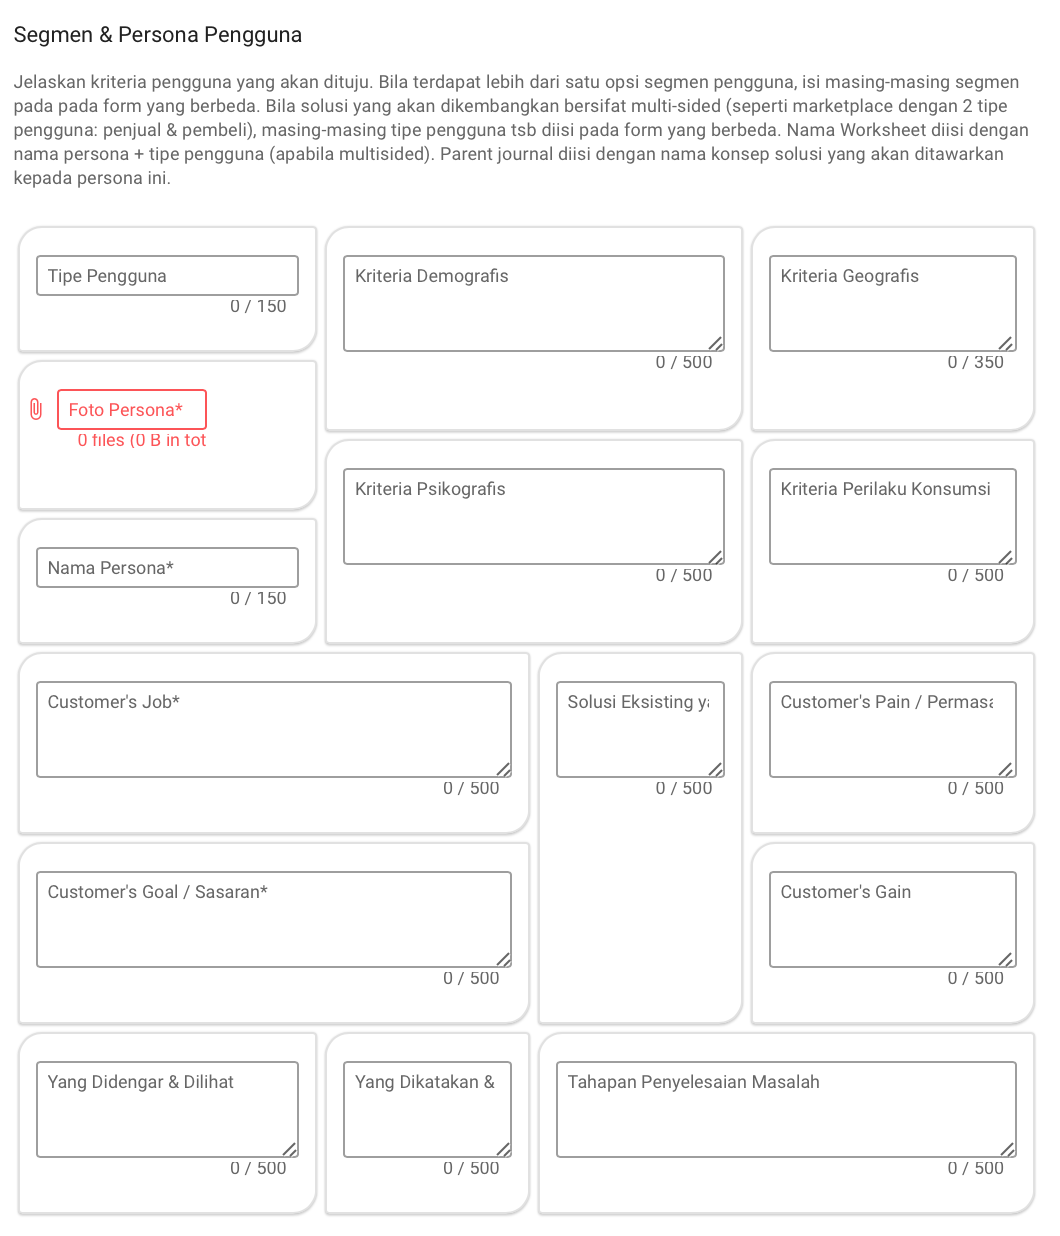 Segmen & Persona Pengguna
Jelaskan kriteria pengguna yang akan dituju. Bila terdapat lebih dari satu opsi segmen pengguna, isi masing-masing segmen
pada pada form yang berbeda. Bila solusi yang akan dikembangkan bersifat multi-sided (seperti marketplace dengan 2 tipe
pengguna: penjual & pembeli), masing-masing tipe pengguna tsb diisi pada form yang berbeda. Nama Worksheet diisi dengan
nama persona + tipe pengguna (apabila multisided). Parent journal diisi dengan nama konsep solusi yang akan ditawarkan
kepada persona ini.
Tipe Pengguna
0 / 150
Kriteria Demografis
0 / 500
Kriteria Geografis
0 / 350
Foto Persona*
0 files (0 B in tot
Kriteria Psikografis
0 / 500
Kriteria Perilaku Konsumsi
0 / 500
Nama Persona*
0 / 150
Customer's Job*
0 / 500
Solusi Eksisting ya
0 / 500
Customer's Pain / Permasa
0 / 500
Customer's Goal / Sasaran*
0 / 500
Customer's Gain
0 / 500
Yang Didengar & Dilihat
0 / 500
Yang Dikatakan &
0 / 500
Tahapan Penyelesaian Masalah
0 / 500